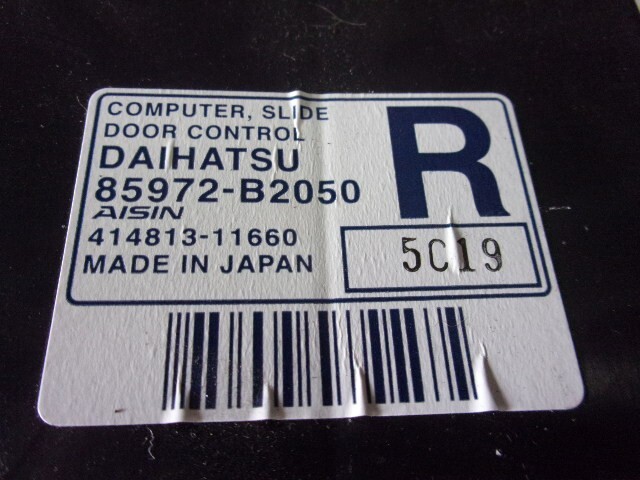 COMPUTER, SLIDE
DOOR CONTROL
DAIHATSU
85972-B2050
AISIN
414813-11660
MADE IN JAPAN
R
5C19